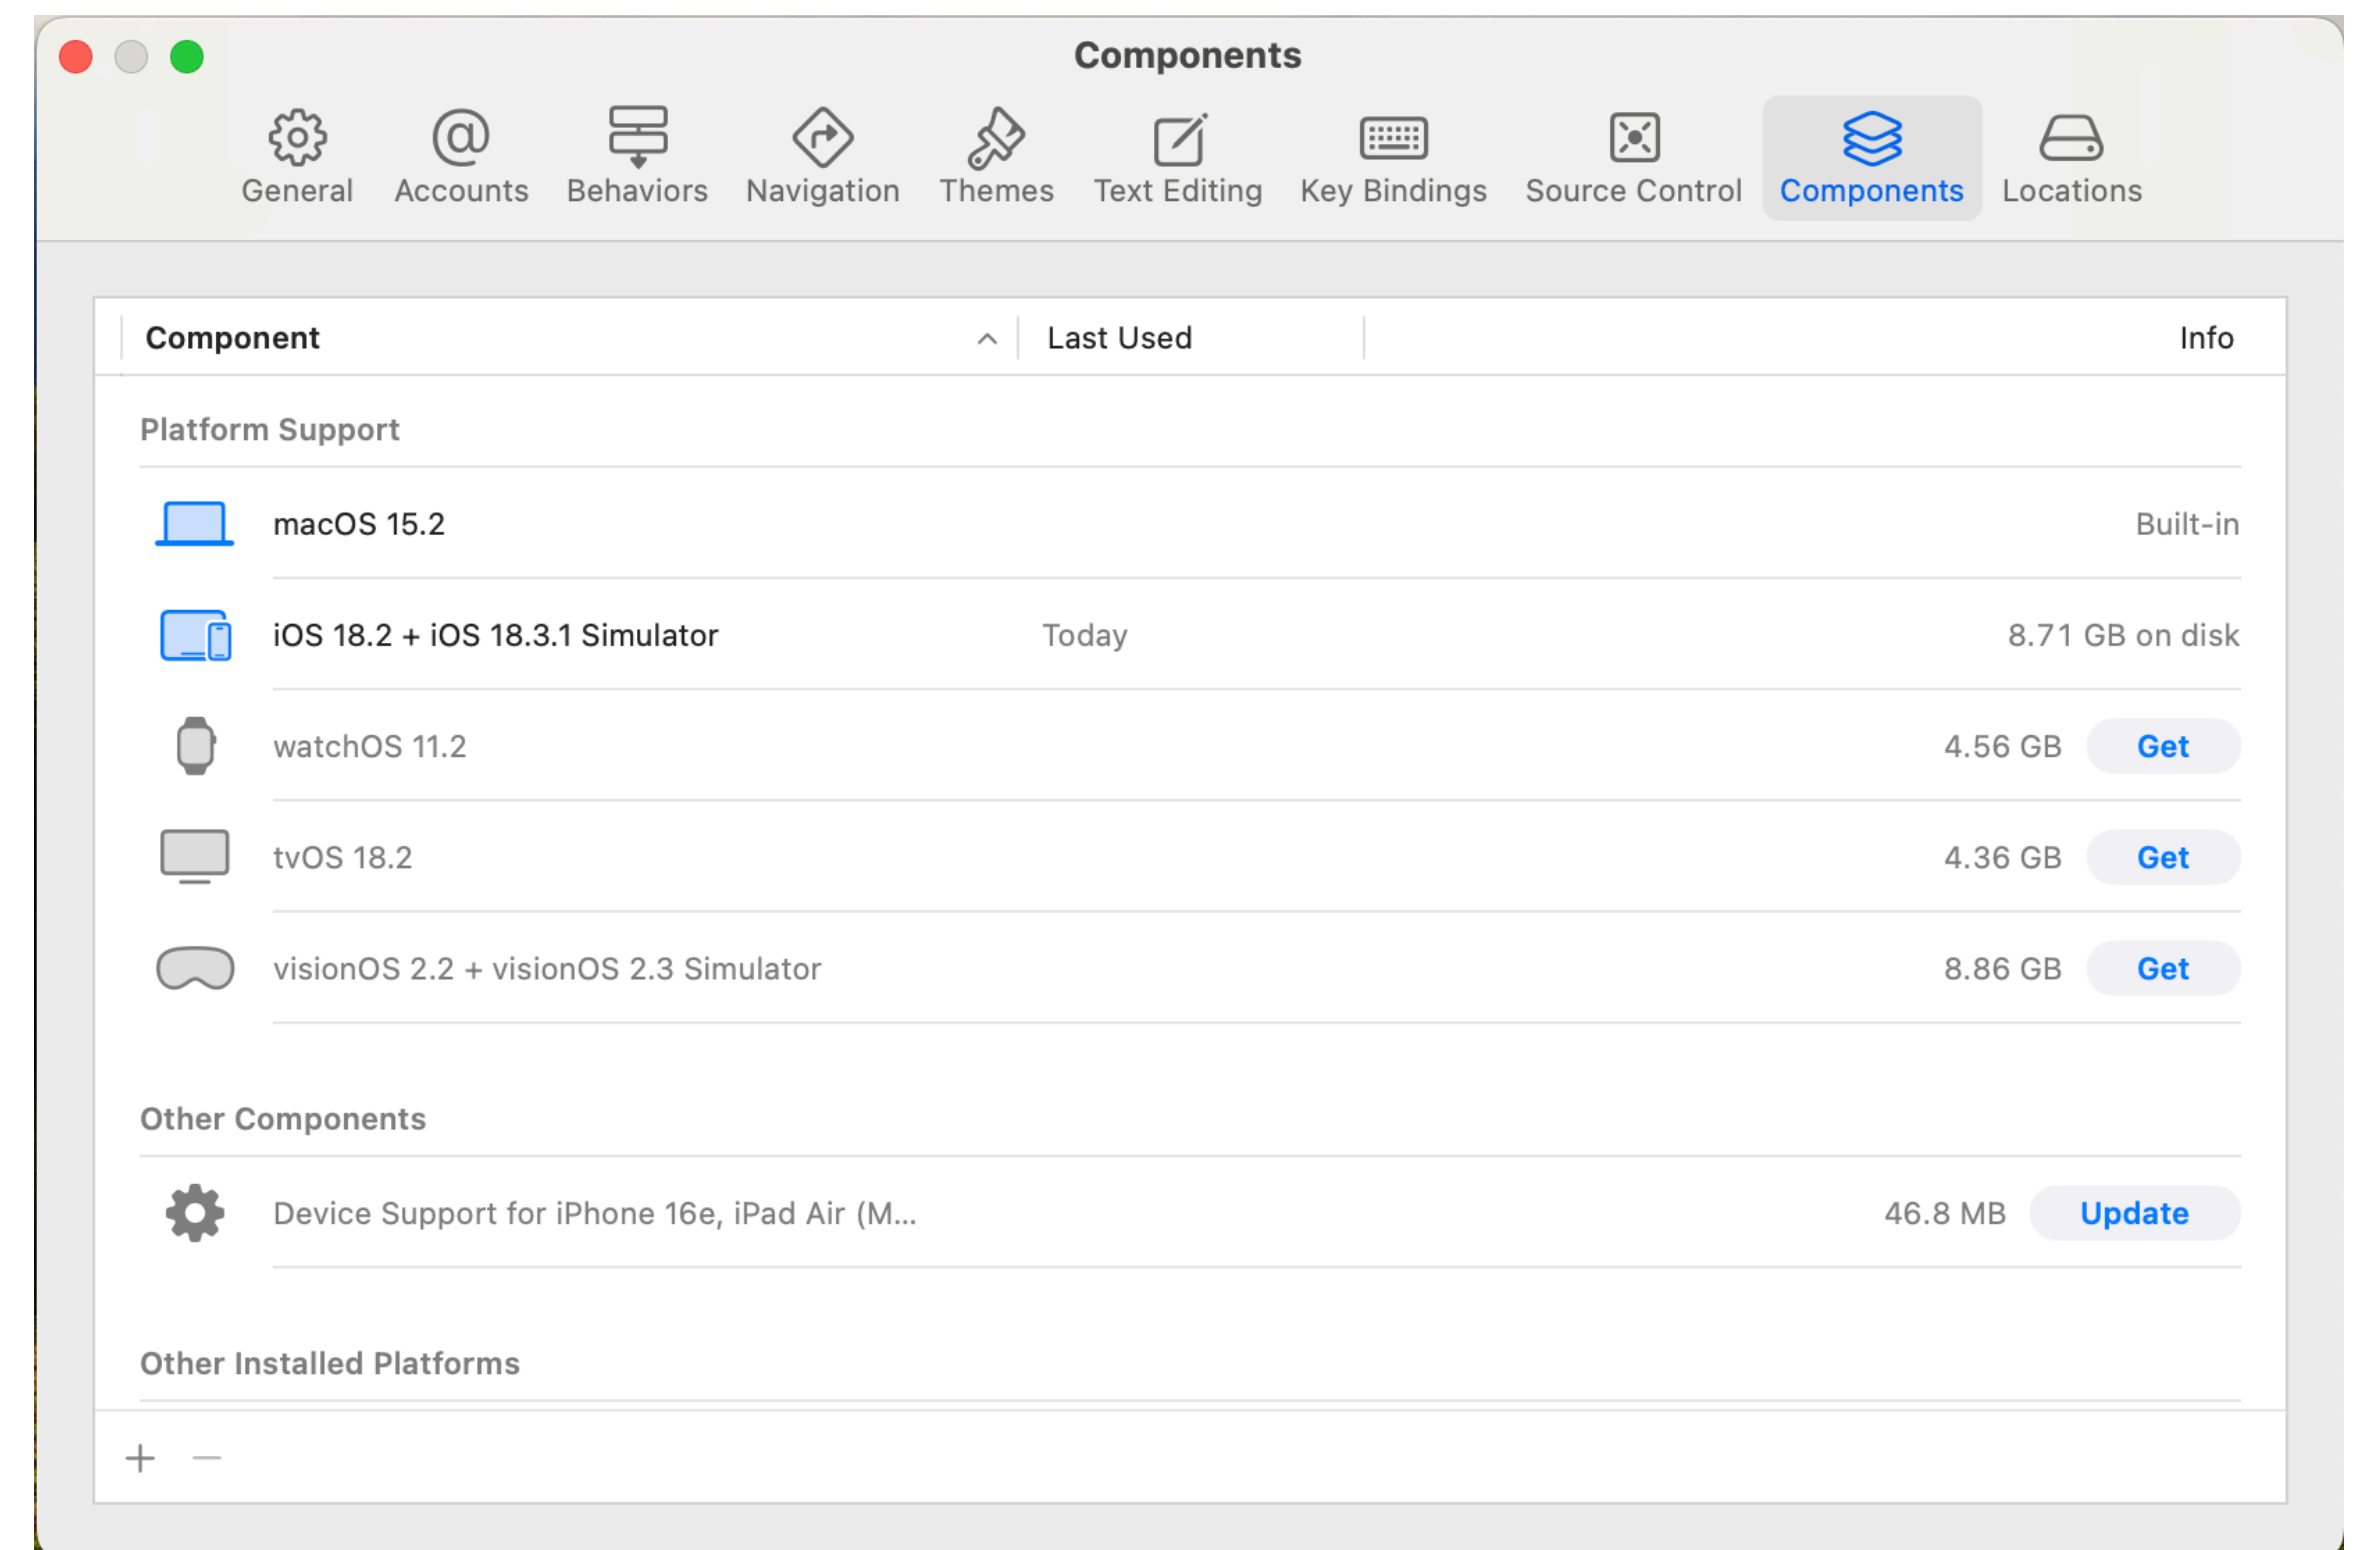 Components
General Accounts Behaviors Navigation Themes Text Editing Key Bindings Source Control Components Locations
Component Last Used Info
Platform Support
macOS 15.2 Built-in
iOS 18.2 + iOS 18.3.1 Simulator Today 8.71 GB on disk
watchOS 11.2 4.56 GB Get
tvOS 18.2 4.36 GB Get
visionOS 2.2 + visionOS 2.3 Simulator 8.86 GB Get
Other Components
Device Support for iPhone 16e, iPad Air (M... 46.8 MB Update
Other Installed Platforms